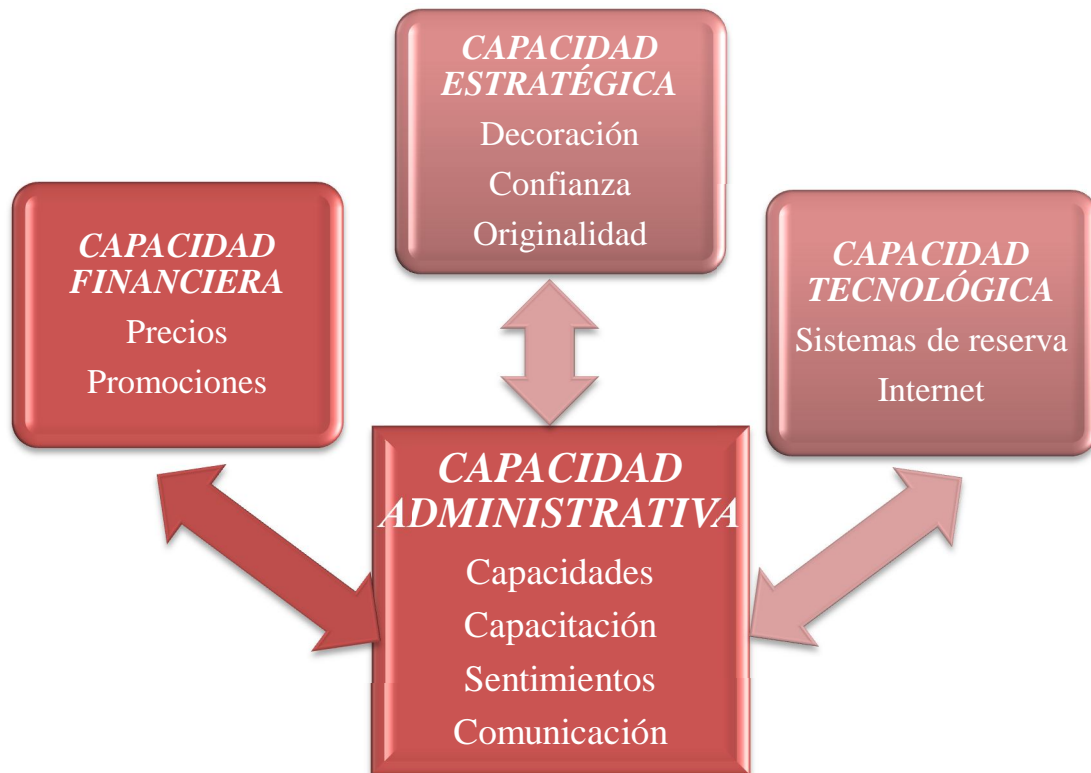 CAPACIDAD
ESTRATÉGICA
Decoración
Confianza
Originalidad
CAPACIDAD
FINANCIERA
Precios
Promociones
CAPACIDAD
TECNOLÓGICA
Sistemas de reserva
Internet
CAPACIDAD
ADMINISTRATIVA
Capacidades
Capacitación
Sentimientos
Comunicación